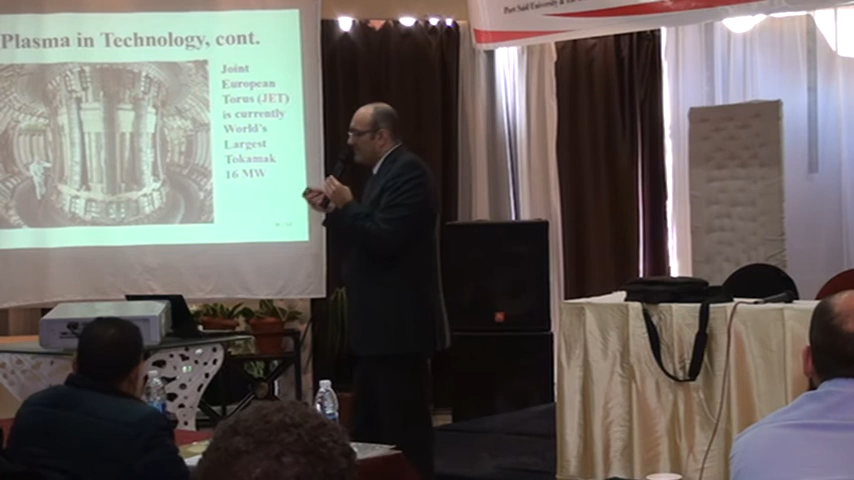 Port Said University &
Plasma in Technology, cont.
Joint
European
Torus (JET)
is currently
World's
Largest
Tokamak
16 MW